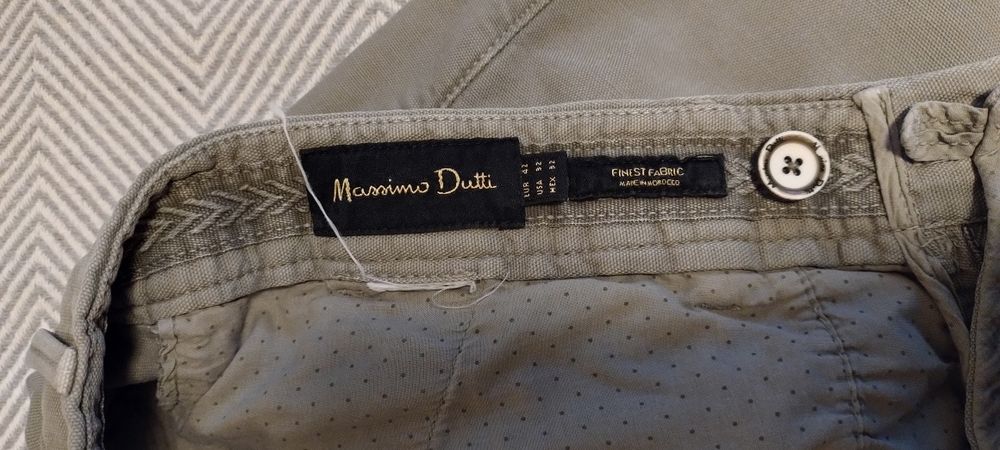 Massimo Dutti
EUR 42
USA 32
MEX 32
FINEST FABRIC
MADE IN MOROCCO